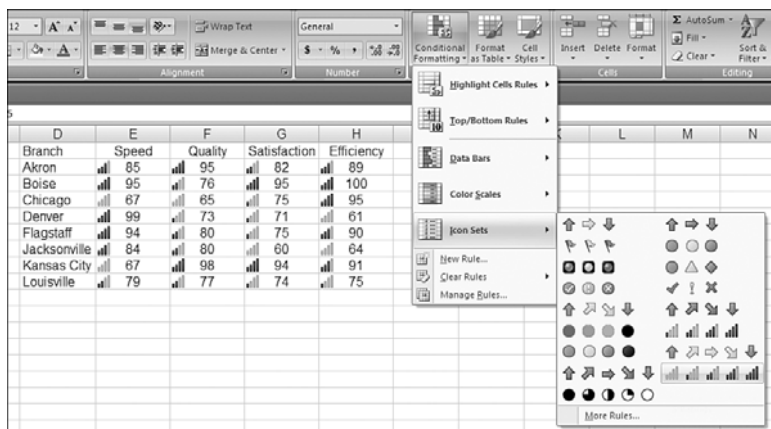 12 A A Wrap Text General Σ AutoSum
A Merge & Center $ % , .0 .00 Conditional Formatting Format as Table Cell Styles Insert Delete Format Fill Clear Sort & Filter
Alignment Number Cells Editing
5
D E F G H L M N
Branch Speed Quality Satisfaction Efficiency
Akron 85 95 82 89
Boise 95 76 95 100
Chicago 67 65 75 95
Denver 99 73 71 61
Flagstaff 94 80 75 90
Jacksonville 84 80 60 64
Kansas City 67 98 94 91
Louisville 79 77 74 75
Highlight Cells Rules
Top/Bottom Rules
Data Bars
Color Scales
Icon Sets
New Rule...
Clear Rules
Manage Rules...
More Rules...